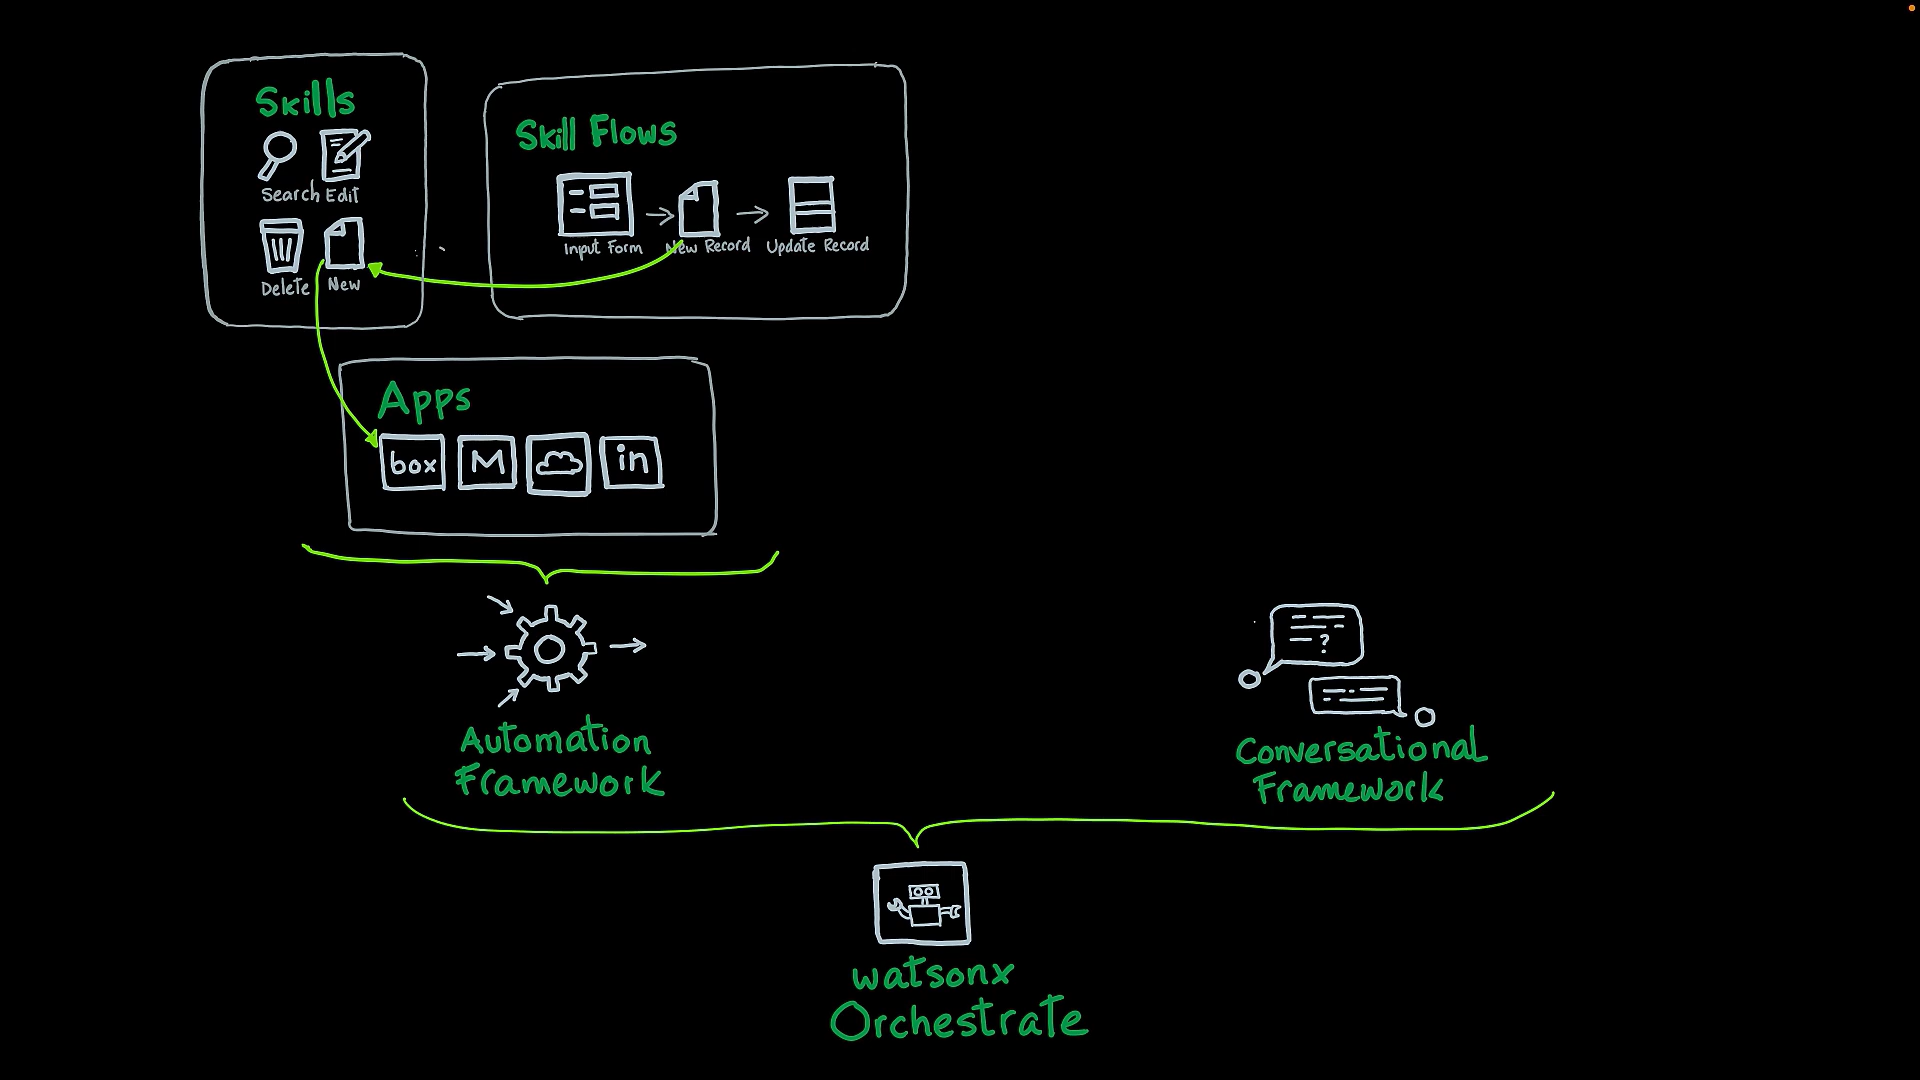 Skills
Search Edit
Delete New
Skill Flows
Input Form New Record Update Record
Apps
box M in
Automation
Framework
?
Conversational
Framework
watsonx
Orchestrate